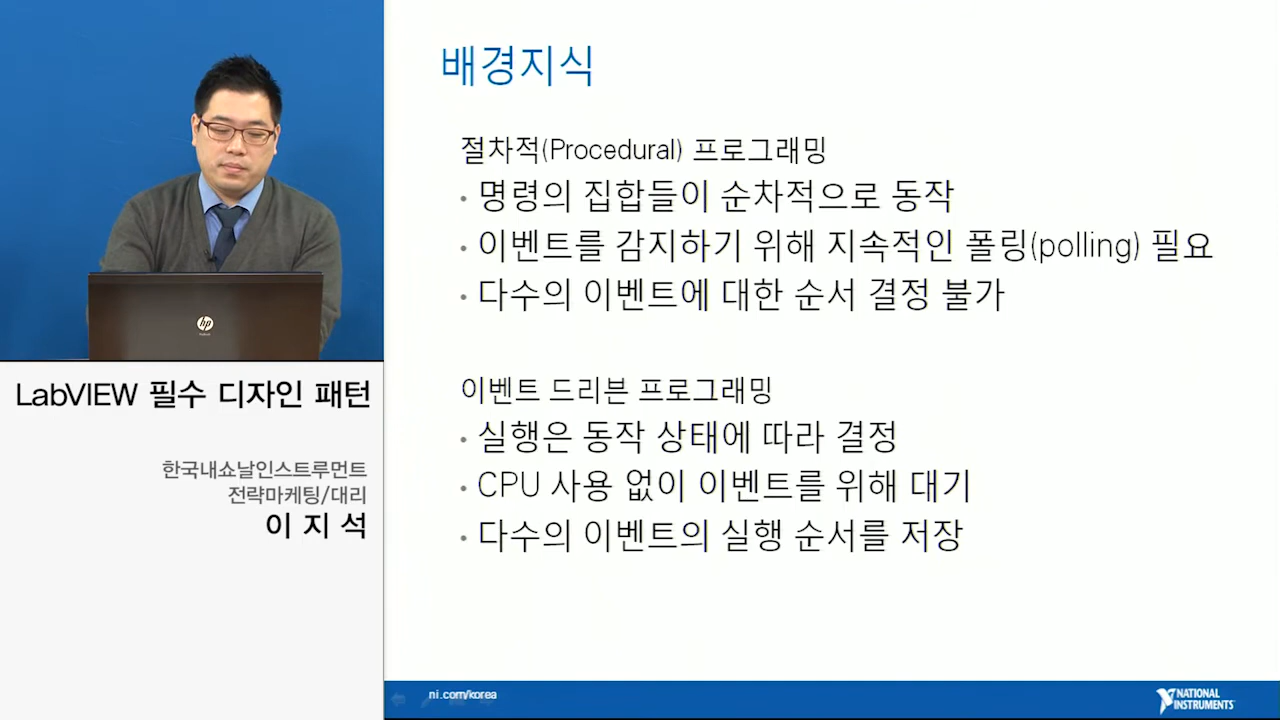 배경지식
절차적(Procedural) 프로그래밍
• 명령의 집합들이 순차적으로 동작
• 이벤트를 감지하기 위해 지속적인 폴링(polling) 필요
• 다수의 이벤트에 대한 순서 결정 불가
이벤트 드리븐 프로그래밍
• 실행은 동작 상태에 따라 결정
• CPU 사용 없이 이벤트를 위해 대기
• 다수의 이벤트의 실행 순서를 저장
hp
LabVIEW 필수 디자인 패턴
한국내쇼날인스트루먼트
전략마케팅/대리
이 지 석
ni.com/korea
NATIONAL
INSTRUMENTS